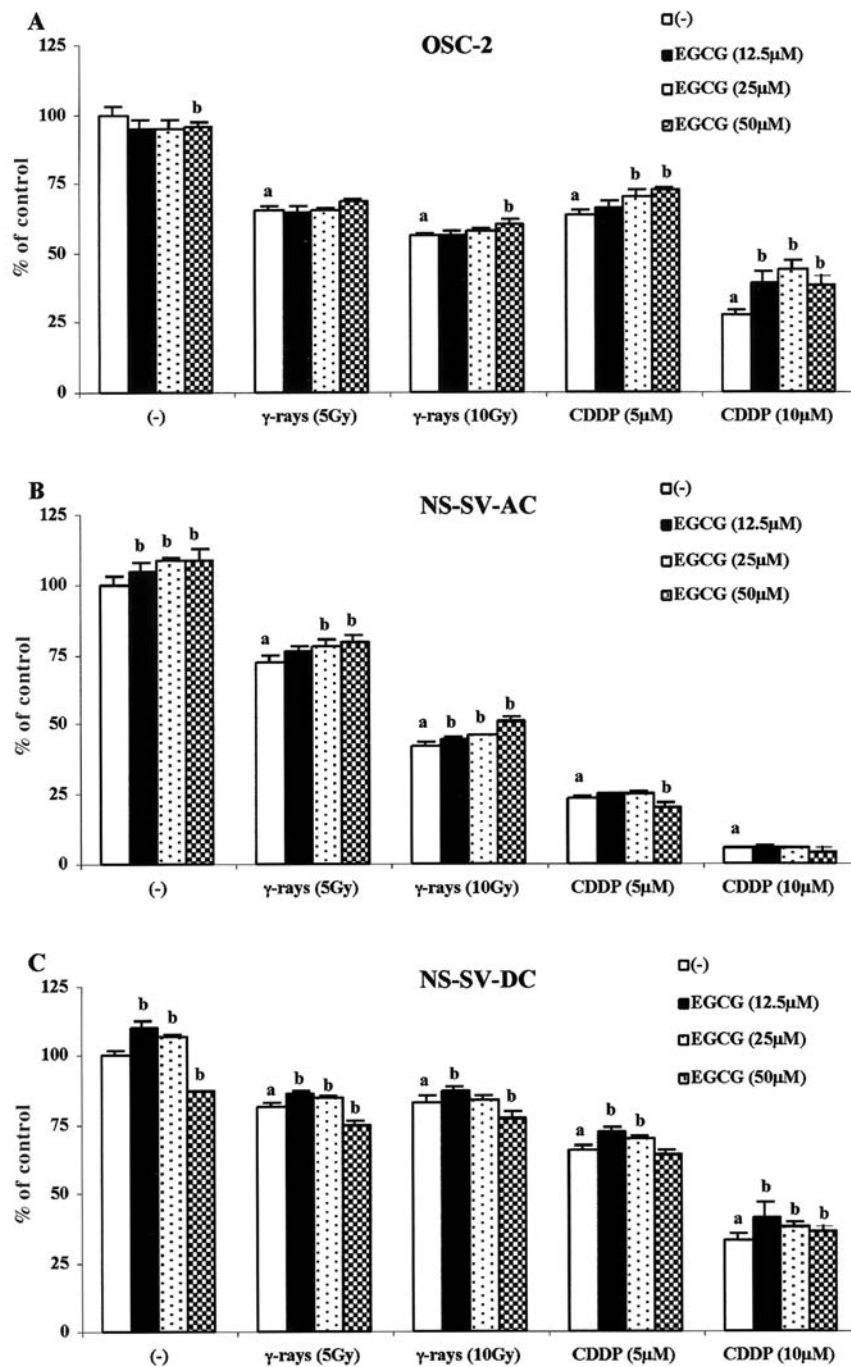 A
OSC-2
(-)
EGCG (12.5µM)
EGCG (25µM)
EGCG (50µM)
% of control
125
100
75
50
25
0
b
a
a
b
a
b
b
a
b
b
b
(-)
γ-rays (5Gy)
γ-rays (10Gy)
CDDP (5µM)
CDDP (10µM)
B
NS-SV-AC
(-)
EGCG (12.5µM)
EGCG (25µM)
EGCG (50µM)
% of control
125
100
75
50
25
0
b
b
b
a
b
b
a
b
b
b
a
b
a
(-)
γ-rays (5Gy)
γ-rays (10Gy)
CDDP (5µM)
CDDP (10µM)
C
NS-SV-DC
(-)
EGCG (12.5µM)
EGCG (25µM)
EGCG (50µM)
% of control
125
100
75
50
25
0
b
b
b
a
b
b
b
a
b
b
a
b
b
a
b
b
b
(-)
γ-rays (5Gy)
γ-rays (10Gy)
CDDP (5µM)
CDDP (10µM)